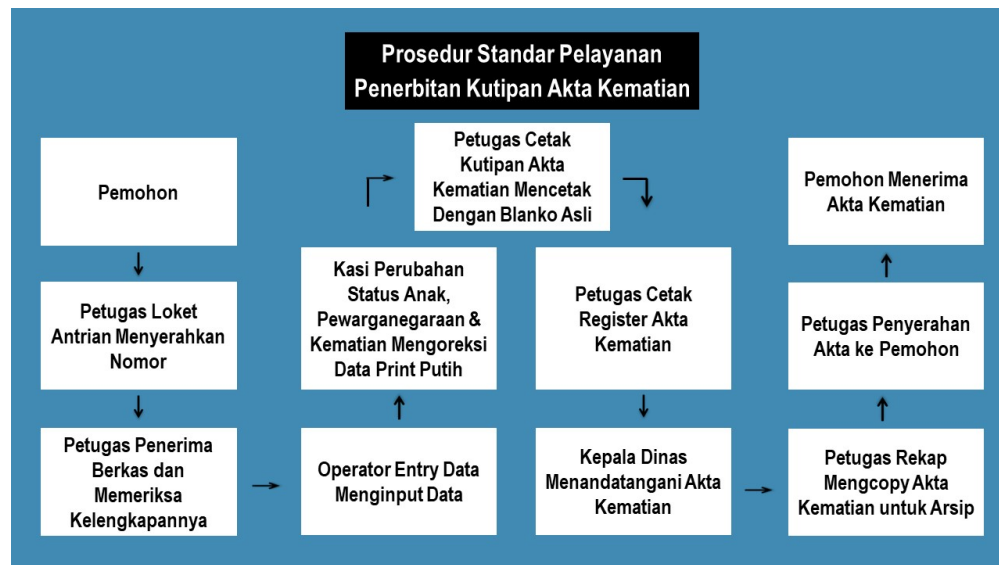 Prosedur Standar Pelayanan
Penerbitan Kutipan Akta Kematian
Pemohon
Petugas Loket
Antrian Menyerahkan
Nomor
Petugas Penerima
Berkas dan
Memeriksa
Kelengkapannya
Operator Entry Data
Menginput Data
Kasi Perubahan
Status Anak,
Pewarganegaraan &
Kematian Mengoreksi
Data Print Putih
Petugas Cetak
Kutipan Akta
Kematian Mencetak
Dengan Blanko Asli
Petugas Cetak
Register Akta
Kematian
Kepala Dinas
Menandatangani Akta
Kematian
Petugas Rekap
Mengcopy Akta
Kematian untuk Arsip
Petugas Penyerahan
Akta ke Pemohon
Pemohon Menerima
Akta Kematian